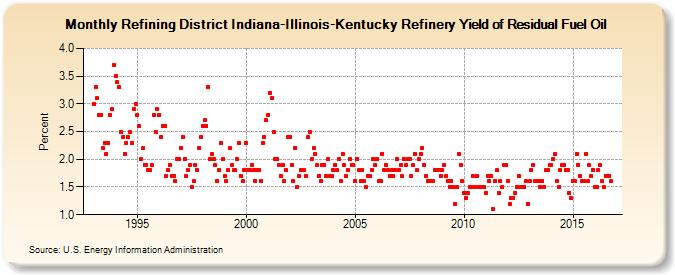 Monthly Refining District Indiana-Illinois-Kentucky Refinery Yield of Residual Fuel Oil
Percent
4.0
3.5
3.0
2.5
2.0
1.5
1.0
1995 2000 2005 2010 2015
Source: U.S. Energy Information Administration